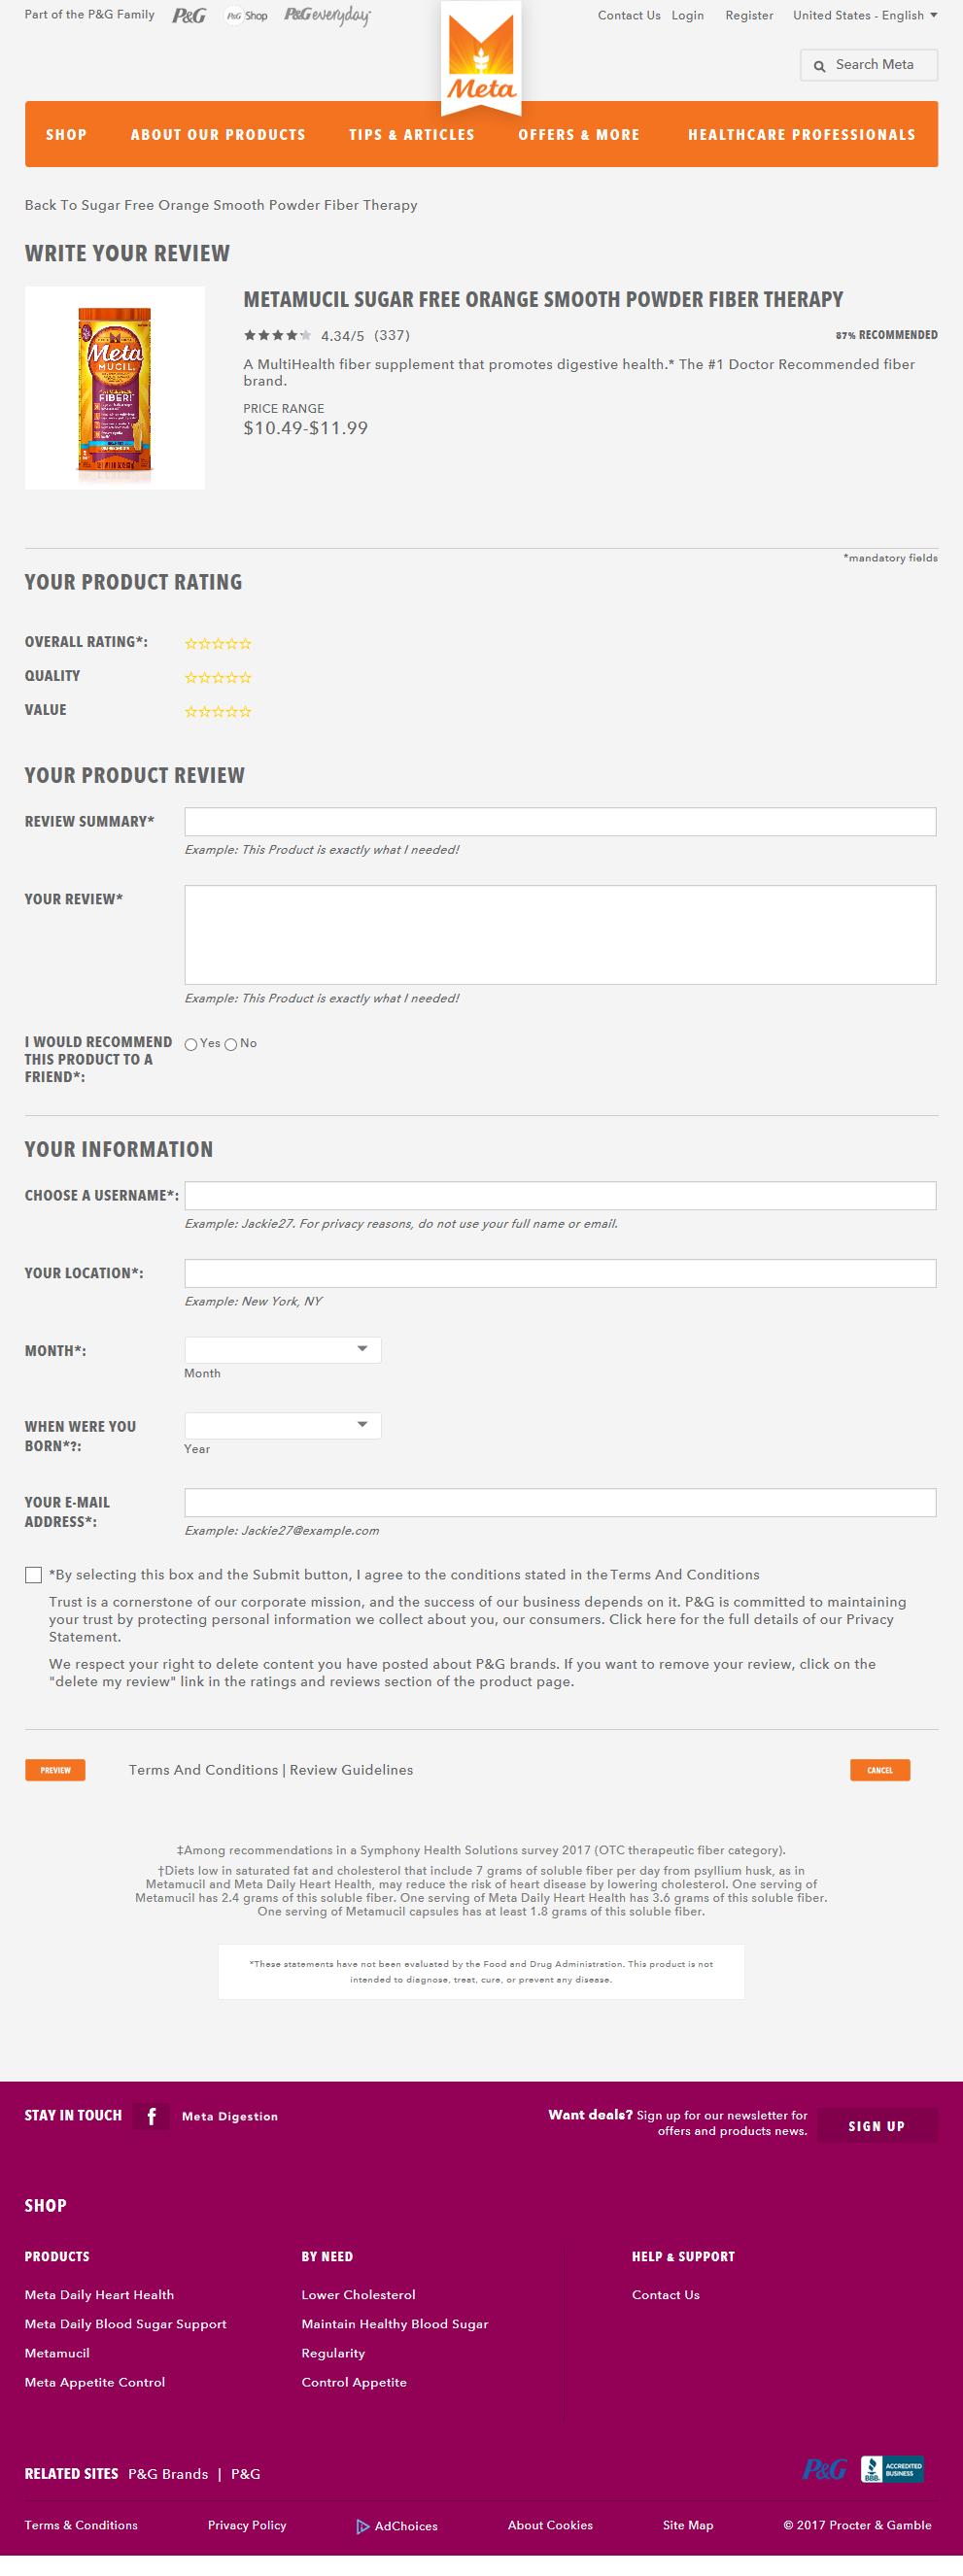 Part of the P&G Family P&G P&G Shop P&G everyday
Contact Us Login Register United States - English
Meta
Search Meta
SHOP ABOUT OUR PRODUCTS TIPS & ARTICLES OFFERS & MORE HEALTHCARE PROFESSIONALS
Back To Sugar Free Orange Smooth Powder Fiber Therapy
WRITE YOUR REVIEW
Meta
MUCIL
FIBER!
METAMUCIL SUGAR FREE ORANGE SMOOTH POWDER FIBER THERAPY
4.34/5 (337)
87% RECOMMENDED
A MultiHealth fiber supplement that promotes digestive health.* The #1 Doctor Recommended fiber
brand.
PRICE RANGE
$10.49-$11.99
*mandatory fields
YOUR PRODUCT RATING
OVERALL RATING*:
QUALITY
VALUE
YOUR PRODUCT REVIEW
REVIEW SUMMARY*
Example: This Product is exactly what I needed!
YOUR REVIEW*
Example: This Product is exactly what I needed!
I WOULD RECOMMEND
THIS PRODUCT TO A
FRIEND*:
Yes No
YOUR INFORMATION
CHOOSE A USERNAME*:
Example: Jackie27. For privacy reasons, do not use your full name or email.
YOUR LOCATION*:
Example: New York, NY
MONTH*:
Month
WHEN WERE YOU
BORN*?:
Year
YOUR E-MAIL
ADDRESS*:
Example: Jackie27@example.com
*By selecting this box and the Submit button, I agree to the conditions stated in the Terms And Conditions
Trust is a cornerstone of our corporate mission, and the success of our business depends on it. P&G is committed to maintaining
your trust by protecting personal information we collect about you, our consumers. Click here for the full details of our Privacy
Statement.
We respect your right to delete content you have posted about P&G brands. If you want to remove your review, click on the
"delete my review" link in the ratings and reviews section of the product page.
PREVIEW
Terms And Conditions | Review Guidelines
CANCEL
‡Among recommendations in a Symphony Health Solutions survey 2017 (OTC therapeutic fiber category).
†Diets low in saturated fat and cholesterol that include 7 grams of soluble fiber per day from psyllium husk, as in
Metamucil and Meta Daily Heart Health, may reduce the risk of heart disease by lowering cholesterol. One serving of
Metamucil has 2.4 grams of this soluble fiber. One serving of Meta Daily Heart Health has 3.6 grams of this soluble fiber.
One serving of Metamucil capsules has at least 1.8 grams of this soluble fiber.
*These statements have not been evaluated by the Food and Drug Administration. This product is not
intended to diagnose, treat, cure, or prevent any disease.
STAY IN TOUCH f Meta Digestion
Want deals? Sign up for our newsletter for
offers and products news.
SIGN UP
SHOP
PRODUCTS
Meta Daily Heart Health
Meta Daily Blood Sugar Support
Metamucil
Meta Appetite Control
BY NEED
Lower Cholesterol
Maintain Healthy Blood Sugar
Regularity
Control Appetite
HELP & SUPPORT
Contact Us
RELATED SITES P&G Brands | P&G
P&G
BBB.
ACCREDITED
BUSINESS
Terms & Conditions Privacy Policy AdChoices About Cookies Site Map © 2017 Procter & Gamble